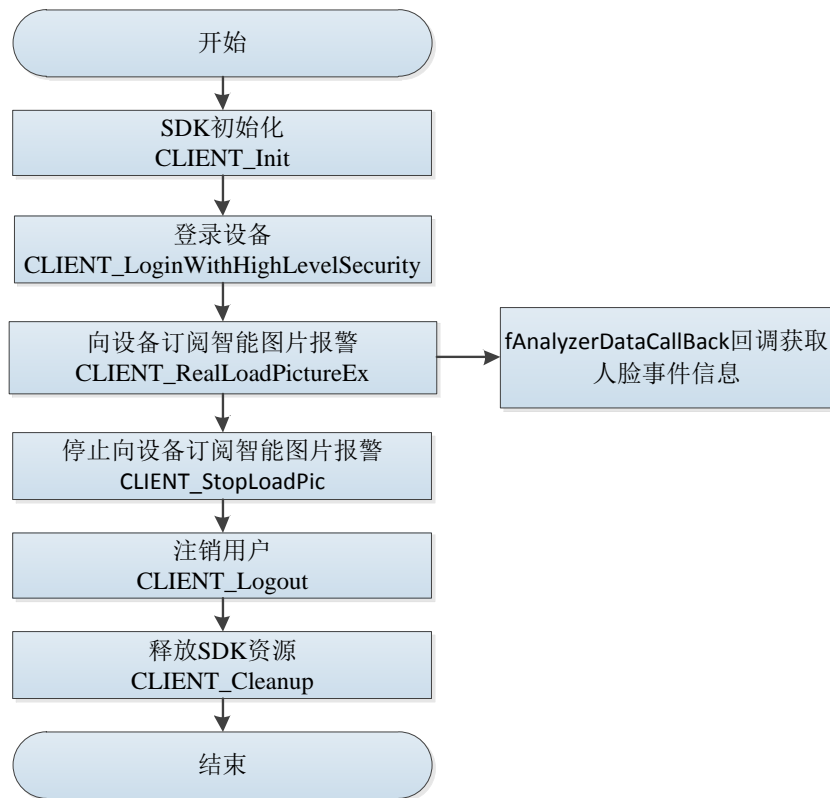 开始
SDK初始化
CLIENT_Init
登录设备
CLIENT_LoginWithHighLevelSecurity
向设备订阅智能图片报警
CLIENT_RealLoadPictureEx
fAnalyzerDataCallBack回调获取
人脸事件信息
停止向设备订阅智能图片报警
CLIENT_StopLoadPic
注销用户
CLIENT_Logout
释放SDK资源
CLIENT_Cleanup
结束